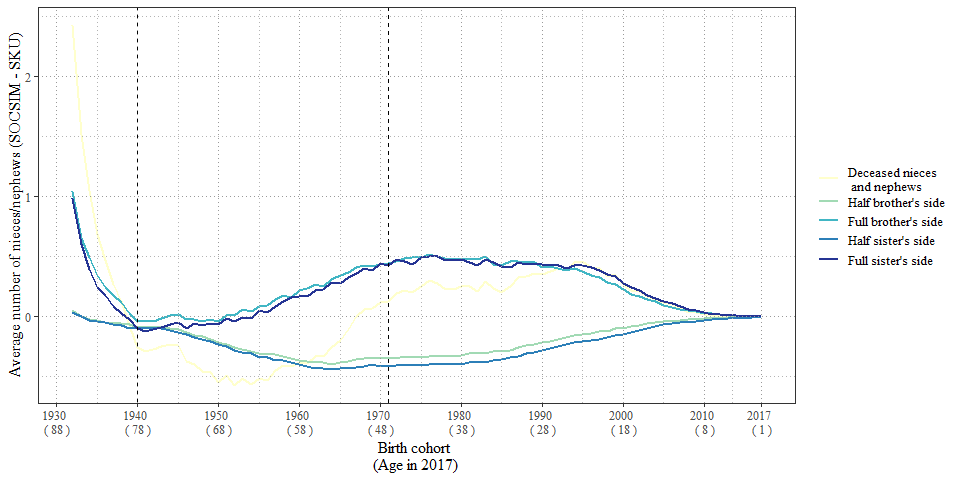 Average number of nieces/nephews (SOCSIM - SKU)
2
1
0
1930 1940 1950 1960 1970 1980 1990 2000 2010 2017
( 88 ) ( 78 ) ( 68 ) ( 58 ) ( 48 ) ( 38 ) ( 28 ) ( 18 ) ( 8 ) ( 1 )
Birth cohort
(Age in 2017)
Deceased nieces
and nephews
Half brother's side
Full brother's side
Half sister's side
Full sister's side